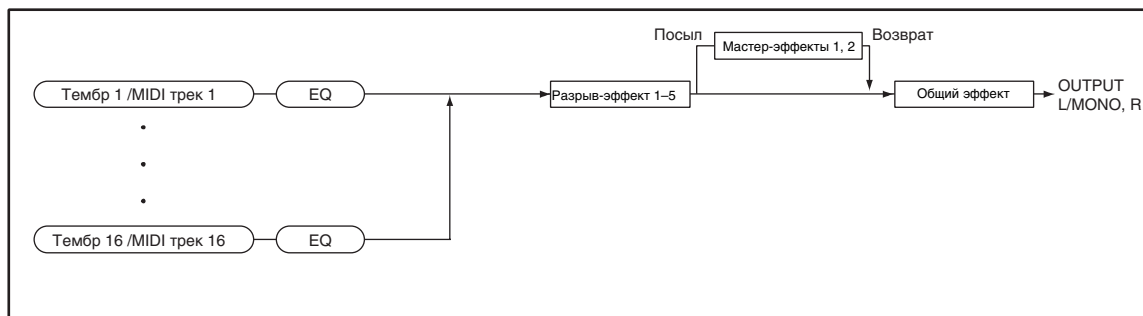 Посыл
Мастер-эффекты 1, 2
Возврат
Тембр 1 /MIDI трек 1
EQ
Разрыв-эффект 1–5
Общий эффект
OUTPUT
L/MONO, R
Тембр 16 /MIDI трек 16
EQ